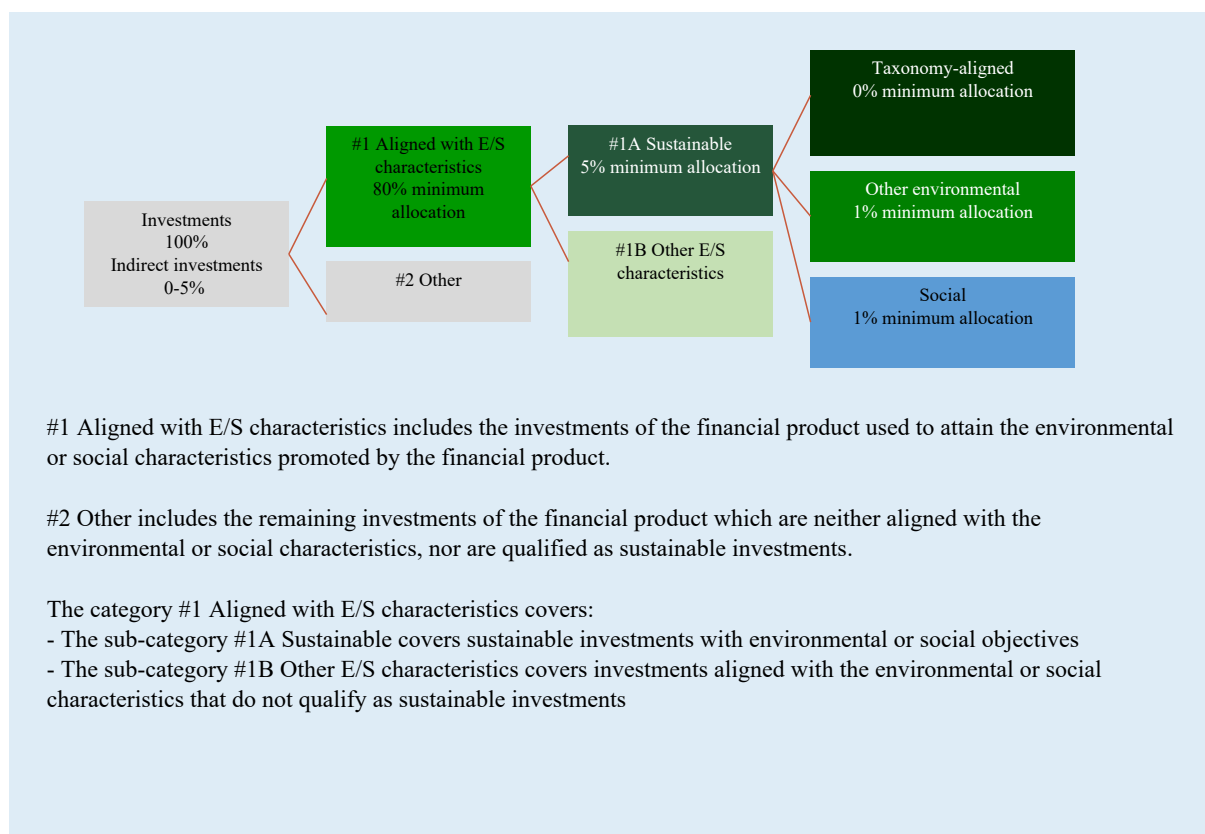 Investments
100%
Indirect investments
0-5%
#1 Aligned with E/S
characteristics
80% minimum
allocation
#2 Other
#1A Sustainable
5% minimum allocation
#1B Other E/S
characteristics
Taxonomy-aligned
0% minimum allocation
Other environmental
1% minimum allocation
Social
1% minimum allocation
#1 Aligned with E/S characteristics includes the investments of the financial product used to attain the environmental
or social characteristics promoted by the financial product.
#2 Other includes the remaining investments of the financial product which are neither aligned with the
environmental or social characteristics, nor are qualified as sustainable investments.
The category #1 Aligned with E/S characteristics covers:
- The sub-category #1A Sustainable covers sustainable investments with environmental or social objectives
- The sub-category #1B Other E/S characteristics covers investments aligned with the environmental or social
characteristics that do not qualify as sustainable investments